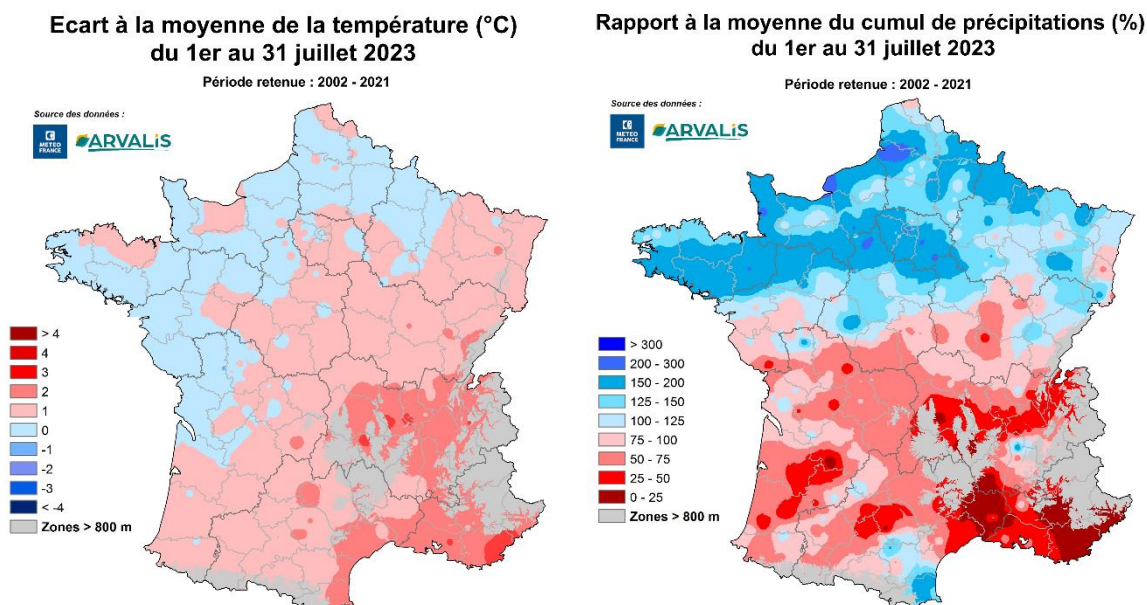 Ecart à la moyenne de la température (°C)
du 1er au 31 juillet 2023
Période retenue : 2002 - 2021
Source des données :
METEO
FRANCE
ARVALIS
> 4
4
3
2
1
0
-1
-2
-3
< -4
Zones > 800 m
Rapport à la moyenne du cumul de précipitations (%)
du 1er au 31 juillet 2023
Période retenue : 2002 - 2021
Source des données :
METEO
FRANCE
ARVALIS
> 300
200 - 300
150 - 200
125 - 150
100 - 125
75 - 100
50 - 75
25 - 50
0 - 25
Zones > 800 m